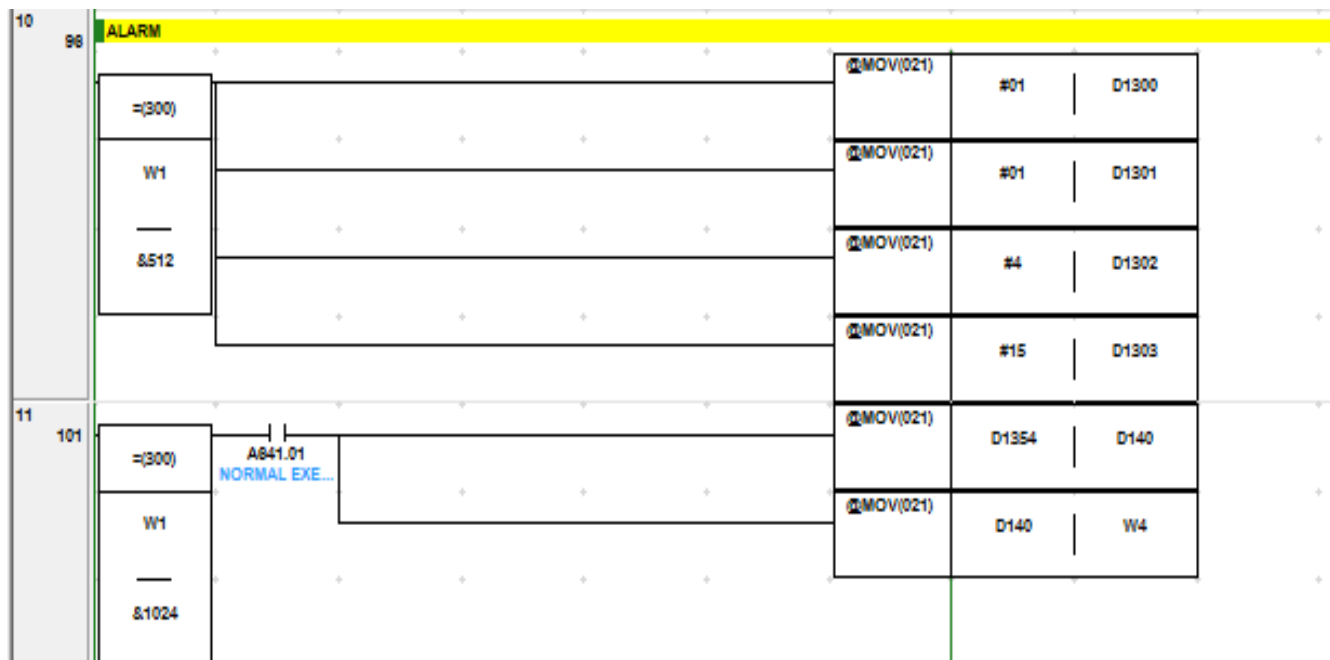 10
98
ALARM
=(300)
W1
&512
@MOV(021)
#01
D1300
@MOV(021)
#01
D1301
@MOV(021)
#4
D1302
@MOV(021)
#15
D1303
11
101
=(300)
W1
&1024
A641.01
NORMAL EXE...
@MOV(021)
D1354
D140
@MOV(021)
D140
W4